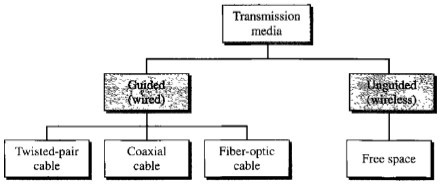 Transmission
media
Guided
(wired)
Unguided
(wireless)
Twisted-pair
cable
Coaxial
cable
Fiber-optic
cable
Free space